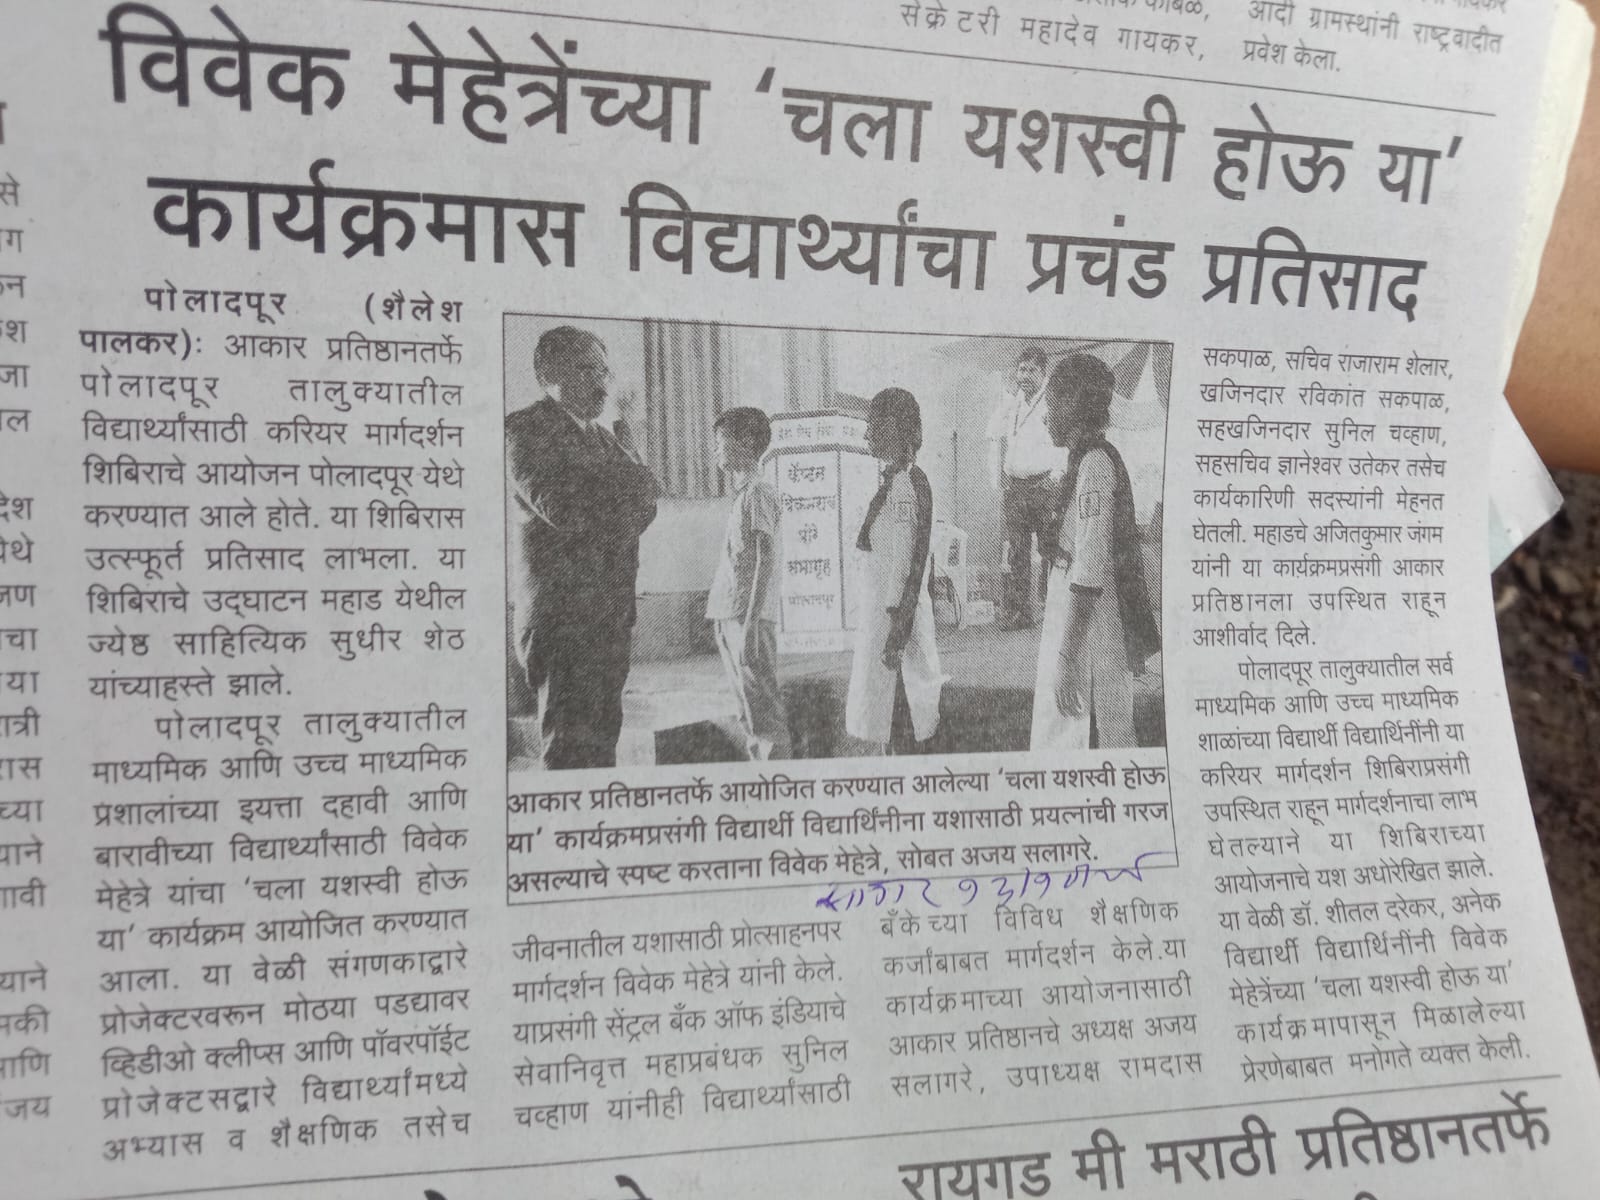 सेक्रेटरी महादेव गायकर,
आदी ग्रामस्थांनी राष्ट्रवादीत
प्रवेश केला.
विवेक मेहेत्रेंच्या ‘चला यशस्वी होऊ या’
कार्यक्रमास विद्यार्थ्यांचा प्रचंड प्रतिसाद
पोलादपूर (शैलेश
पालकर): आकार प्रतिष्ठानतर्फे
पोलादपूर तालुक्यातील
विद्यार्थ्यांसाठी करियर मार्गदर्शन
शिबिराचे आयोजन पोलादपूर येथे
करण्यात आले होते. या शिबिरास
उत्स्फूर्त प्रतिसाद लाभला. या
शिबिराचे उद्‌घाटन महाड येथील
ज्येष्ठ साहित्यिक सुधीर शेठ
यांच्याहस्ते झाले.
पोलादपूर तालुक्यातील
माध्यमिक आणि उच्च माध्यमिक
प्रशालांच्या इयत्ता दहावी आणि
बारावीच्या विद्यार्थ्यांसाठी विवेक
मेहेत्रे यांचा ‘चला यशस्वी होऊ
या’ कार्यक्रम आयोजित करण्यात
आला. या वेळी संगणकाद्वारे
प्रोजेक्टरवरून मोठया पडद्यावर
व्हिडीओ क्लीप्स आणि पॉवरपॉईट
प्रोजेक्टसद्वारे विद्यार्थ्यांमध्ये
अभ्यास व शैक्षणिक तसेच
कॅप्टन
सभागृह
पोलादपूर
आकार प्रतिष्ठानतर्फे आयोजित करण्यात आलेल्या ‘चला यशस्वी होऊ
या’ कार्यक्रमप्रसंगी विद्यार्थी विद्यार्थिंनीना यशासाठी प्रयत्नांची गरज
असल्याचे स्पष्ट करताना विवेक मेहेत्रे, सोबत अजय सलागरे.
जीवनातील यशासाठी प्रोत्साहनपर
मार्गदर्शन विवेक मेहेत्रे यांनी केले.
याप्रसंगी सेंट्रल बँक ऑफ इंडियाचे
सेवानिवृत्त महाप्रबंधक सुनिल
चव्हाण यांनीही विद्यार्थ्यांसाठी
बँकेच्या विविध शैक्षणिक
कर्जांबाबत मार्गदर्शन केले.या
कार्यक्रमाच्या आयोजनासाठी
आकार प्रतिष्ठानचे अध्यक्ष अजय
सलागरे, उपाध्यक्ष रामदास
सकपाळ, सचिव राजाराम शेलार,
खजिनदार रविकांत सकपाळ,
सहखजिनदार सुनिल चव्हाण,
सहसचिव ज्ञानेश्वर उतेकर तसेच
कार्यकारिणी सदस्यांनी मेहनत
घेतली. महाडचे अजितकुमार जंगम
यांनी या कार्यक्रमप्रसंगी आकार
प्रतिष्ठानला उपस्थित राहून
आशीर्वाद दिले.
पोलादपूर तालुक्यातील सर्व
माध्यमिक आणि उच्च माध्यमिक
शाळांच्या विद्यार्थी विद्यार्थिनींनी या
करियर मार्गदर्शन शिबिराप्रसंगी
उपस्थित राहून मार्गदर्शनाचा लाभ
घेतल्याने या शिबिराच्या
आयोजनाचे यश अधोरेखित झाले.
या वेळी डॉ. शीतल दरेकर, अनेक
विद्यार्थी विद्यार्थिनींनी विवेक
मेहेत्रेंच्या ‘चला यशस्वी होऊ या’
कार्यक्रमापासून मिळालेल्या
प्रेरणेबाबत मनोगते व्यक्त केली.
रायगड मी मराठी प्रतिष्ठानतर्फे